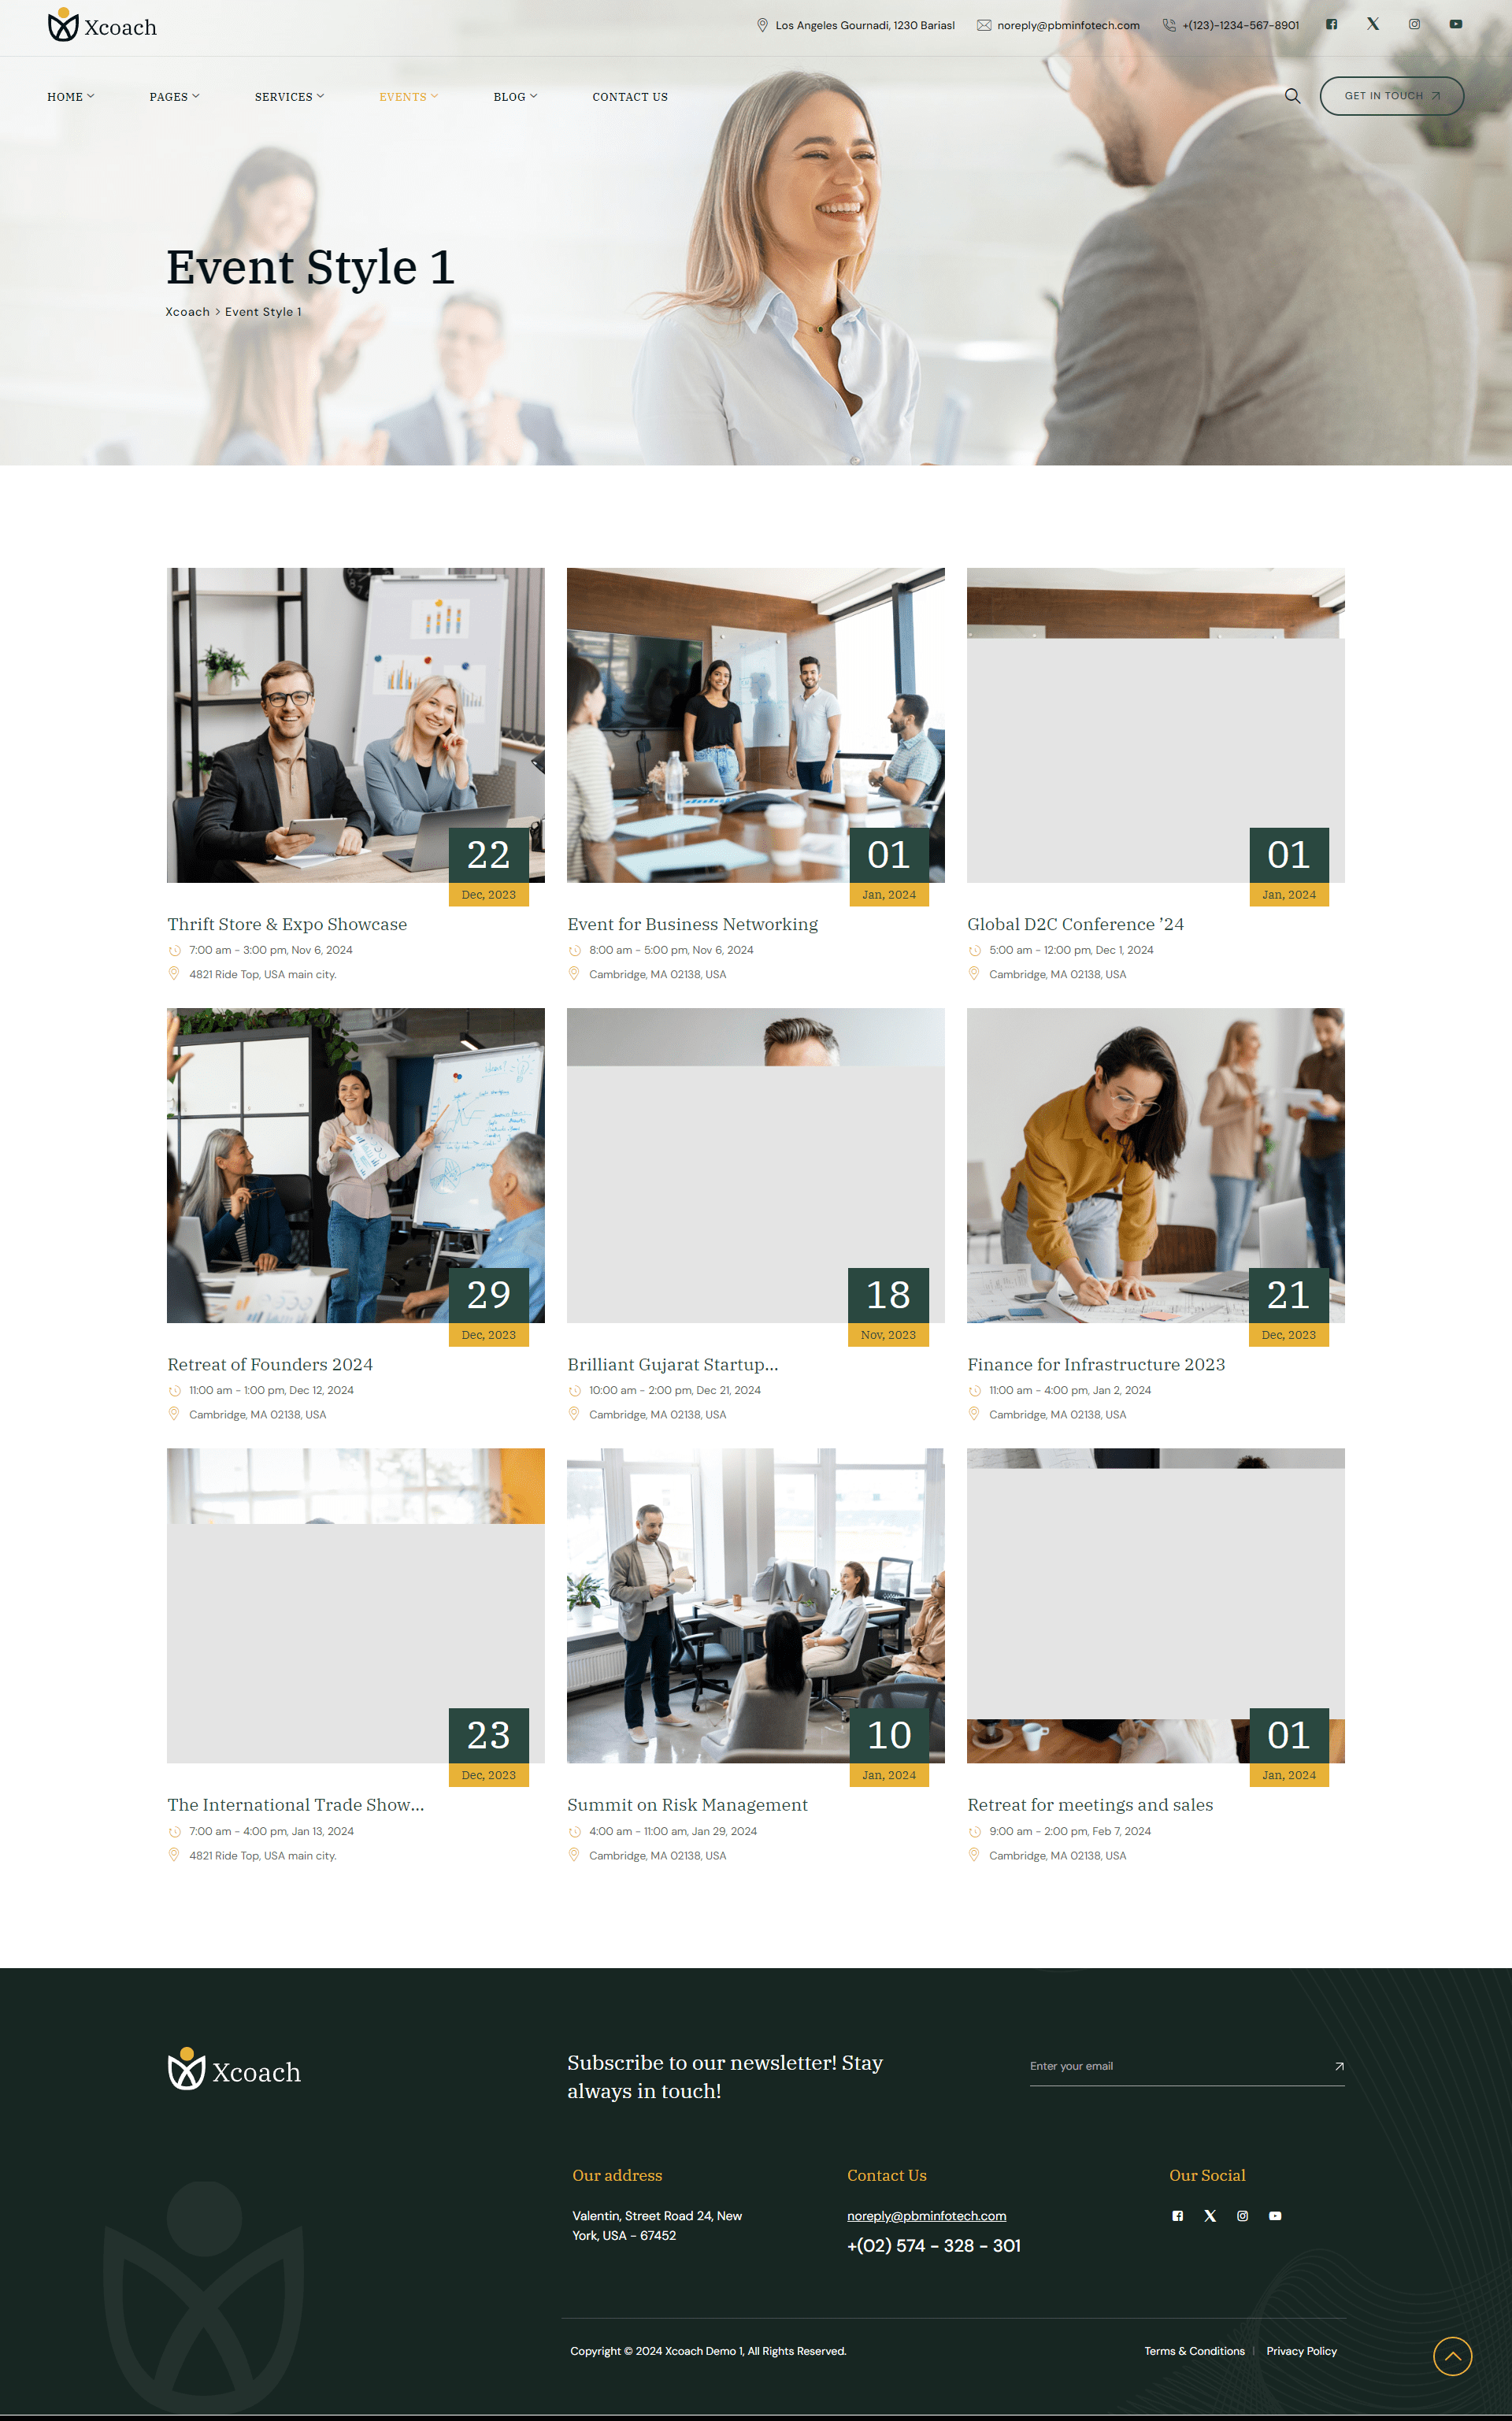 Xcoach
Los Angeles Gournadi, 1230 Bariasl
noreply@pbminfotech.com
+(123)-1234-567-8901
HOME
PAGES
SERVICES
EVENTS
BLOG
CONTACT US
GET IN TOUCH
Event Style 1
Xcoach > Event Style 1
22
Dec, 2023
Thrift Store & Expo Showcase
7:00 am - 3:00 pm, Nov 6, 2024
4821 Ride Top, USA main city.
01
Jan, 2024
Event for Business Networking
8:00 am - 5:00 pm, Nov 6, 2024
Cambridge, MA 02138, USA
01
Jan, 2024
Global D2C Conference ’24
5:00 am - 12:00 pm, Dec 1, 2024
Cambridge, MA 02138, USA
29
Dec, 2023
Retreat of Founders 2024
11:00 am - 1:00 pm, Dec 12, 2024
Cambridge, MA 02138, USA
18
Nov, 2023
Brilliant Gujarat Startup...
10:00 am - 2:00 pm, Dec 21, 2024
Cambridge, MA 02138, USA
21
Dec, 2023
Finance for Infrastructure 2023
11:00 am - 4:00 pm, Jan 2, 2024
Cambridge, MA 02138, USA
23
Dec, 2023
The International Trade Show...
7:00 am - 4:00 pm, Jan 13, 2024
4821 Ride Top, USA main city.
10
Jan, 2024
Summit on Risk Management
4:00 am - 11:00 am, Jan 29, 2024
Cambridge, MA 02138, USA
01
Jan, 2024
Retreat for meetings and sales
9:00 am - 2:00 pm, Feb 7, 2024
Cambridge, MA 02138, USA
Xcoach
Subscribe to our newsletter! Stay
always in touch!
Enter your email
Our address
Valentin, Street Road 24, New
York, USA - 67452
Contact Us
noreply@pbminfotech.com
+(02) 574 - 328 - 301
Our Social
Copyright © 2024 Xcoach Demo 1, All Rights Reserved.
Terms & Conditions | Privacy Policy